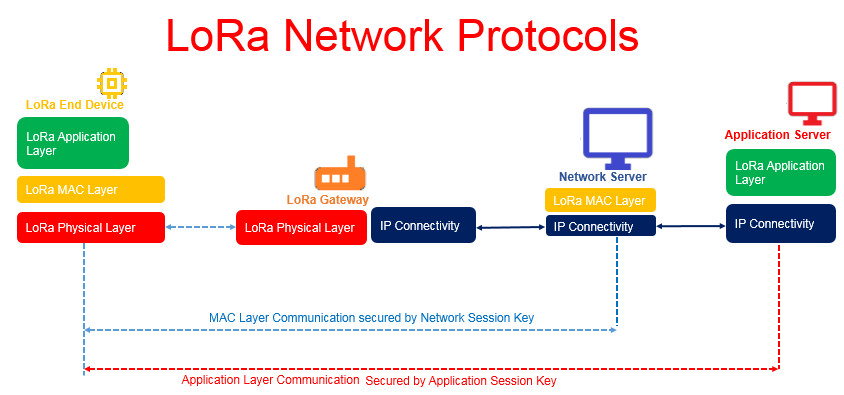 LoRa Network Protocols
LoRa End Device
LoRa Application
Layer
LoRa MAC Layer
LoRa Physical Layer
LoRa Gateway
LoRa Physical Layer
IP Connectivity
Network Server
LoRa MAC Layer
IP Connectivity
Application Server
LoRa Application
Layer
IP Connectivity
MAC Layer Communication secured by Network Session Key
Application Layer Communication Secured by Application Session Key